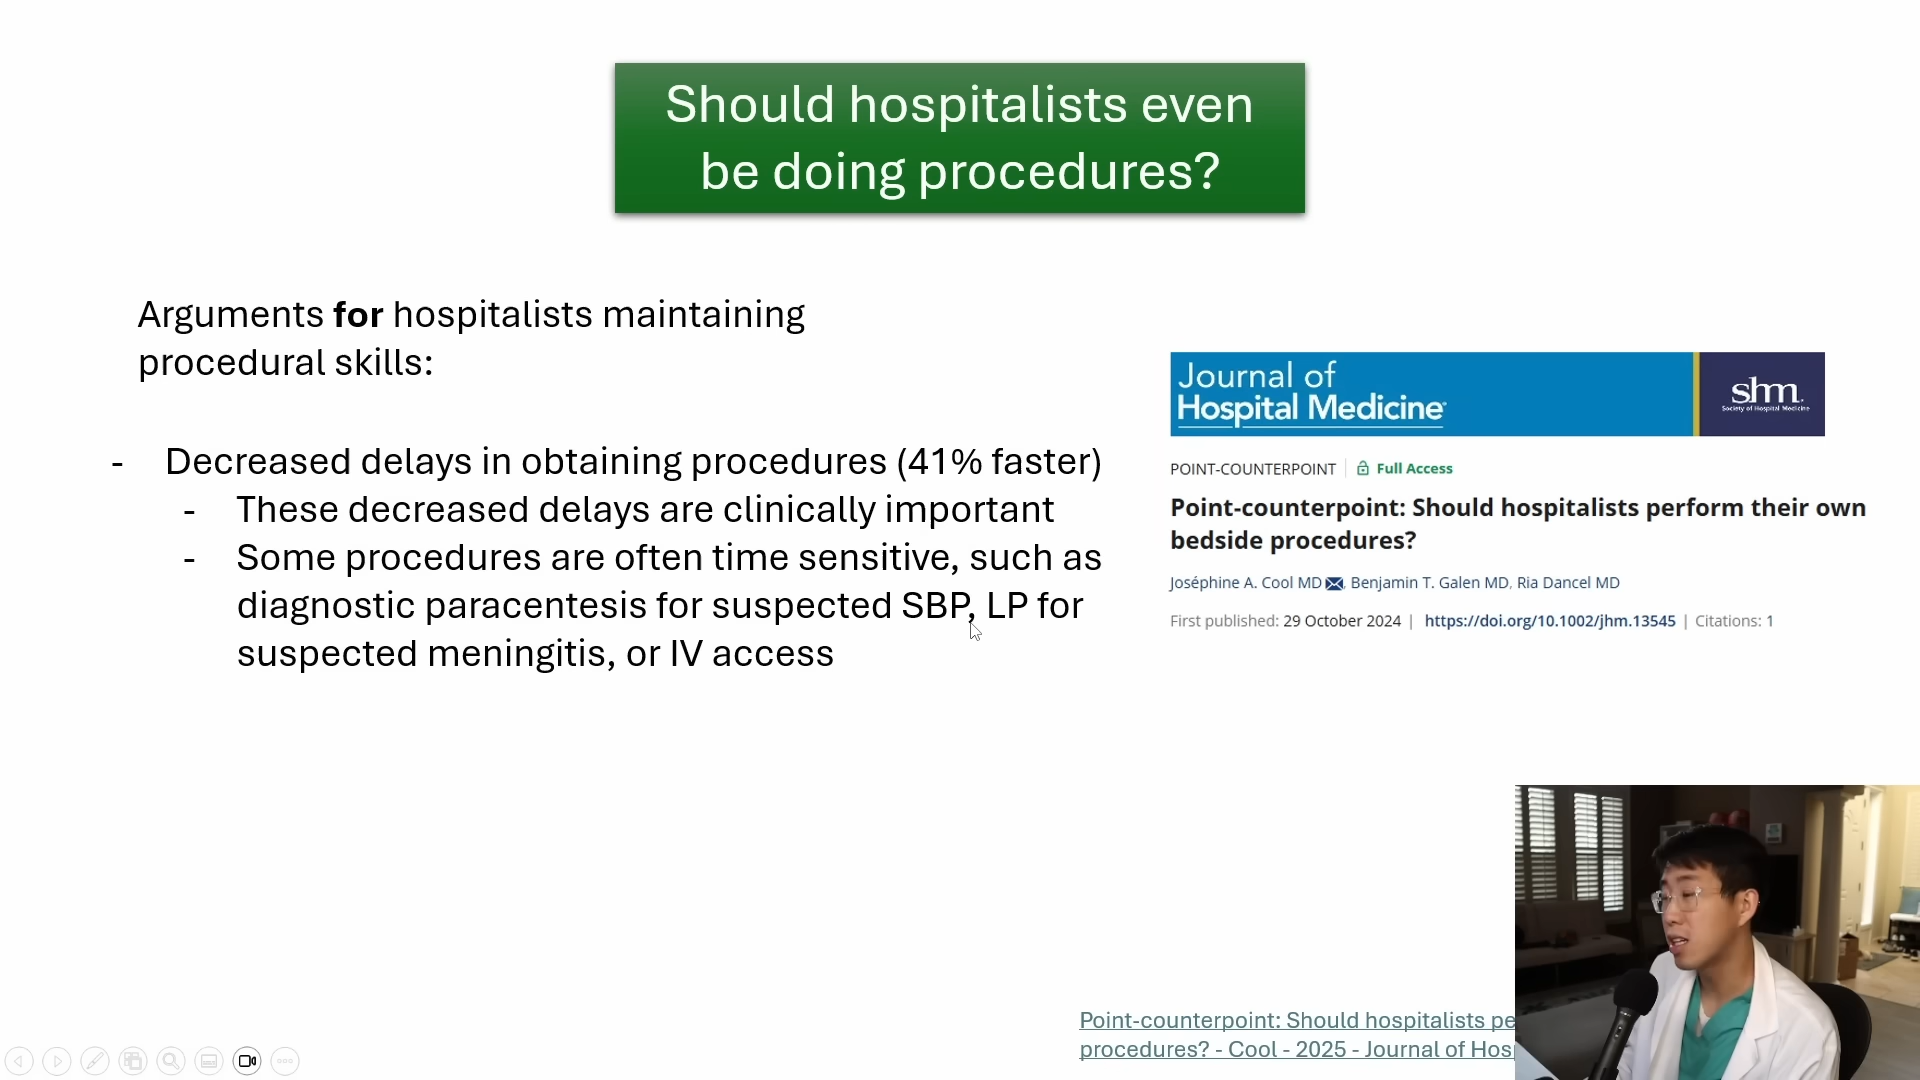 Should hospitalists even
be doing procedures?
Arguments for hospitalists maintaining
procedural skills:
- Decreased delays in obtaining procedures (41% faster)
- These decreased delays are clinically important
- Some procedures are often time sensitive, such as
diagnostic paracentesis for suspected SBP, LP for
suspected meningitis, or IV access
Journal of
Hospital Medicine
shm.
Society of Hospital Medicine
POINT-COUNTERPOINT | Full Access
Point-counterpoint: Should hospitalists perform their own
bedside procedures?
Joséphine A. Cool MD, Benjamin T. Galen MD, Ria Dancel MD
First published: 29 October 2024 | https://doi.org/10.1002/jhm.13545 | Citations: 1
Point-counterpoint: Should hospitalists pe
procedures? - Cool - 2025 - Journal of Hosp